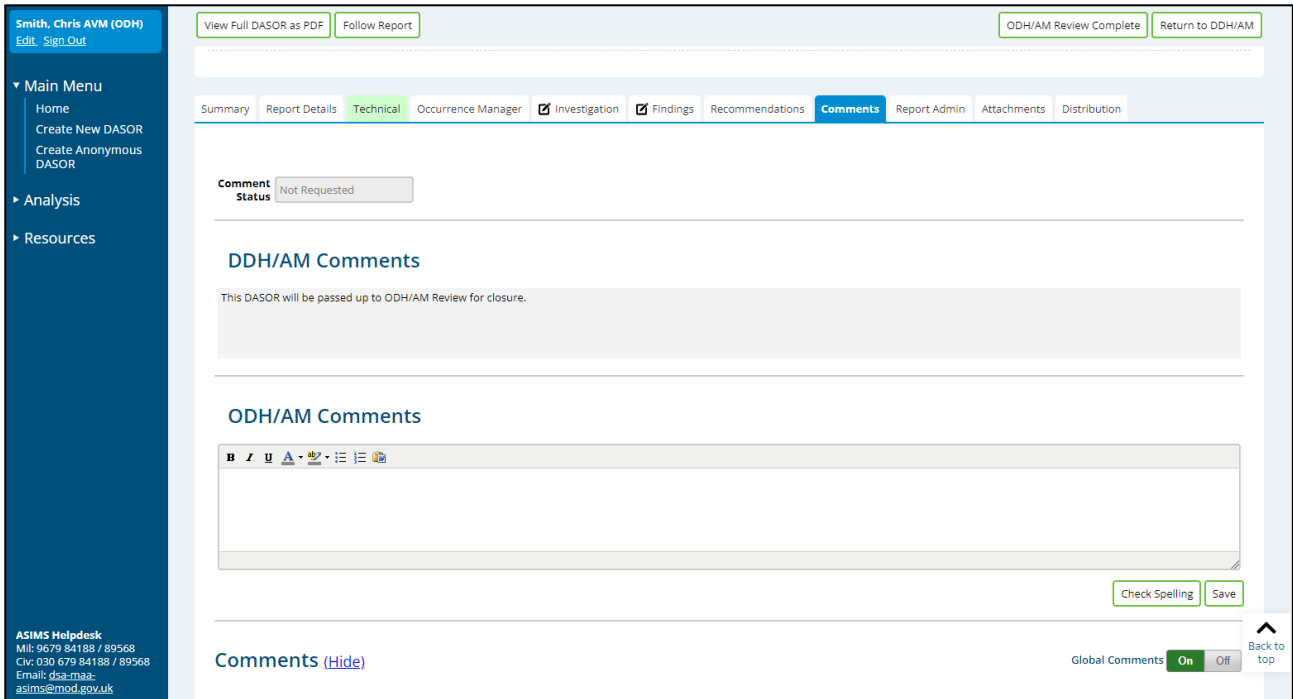 Smith, Chris AVM (ODH)
Edit Sign Out
Main Menu
Home
Create New DASOR
Create Anonymous
DASOR
Analysis
Resources
ASIMS Helpdesk
Mil: 9679 84188 / 89568
Civ: 030 679 84188 / 89568
Email: dsa-maa-
asims@mod.gov.uk
View Full DASOR as PDF Follow Report ODH/AM Review Complete Return to DDH/AM
Summary Report Details Technical Occurrence Manager Investigation Findings Recommendations Comments Report Admin Attachments Distribution
Comment
Status
Not Requested
DDH/AM Comments
This DASOR will be passed up to ODH/AM Review for closure.
ODH/AM Comments
B I U A ab
Check Spelling Save
Comments (Hide) Global Comments On Off
Back to
top